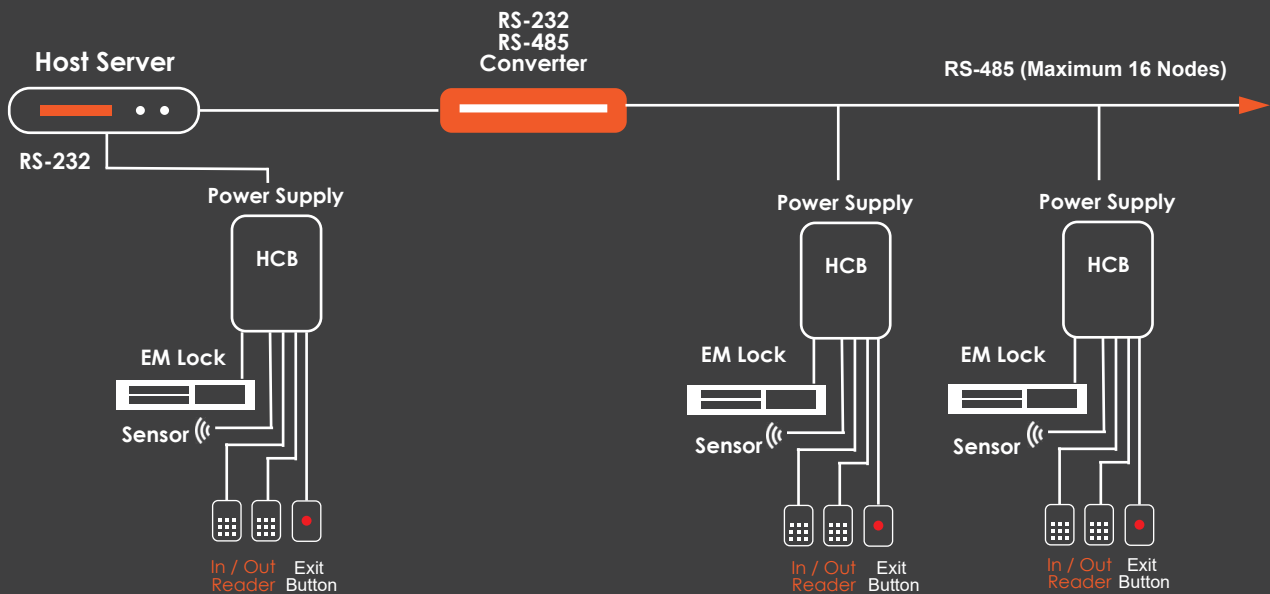 RS-232
RS-485
Converter
Host Server
RS-485 (Maximum 16 Nodes)
RS-232
Power Supply
HCB
EM Lock
Sensor
In / Out
Reader
Exit
Button
Power Supply
HCB
EM Lock
Sensor
In / Out
Reader
Exit
Button
Power Supply
HCB
EM Lock
Sensor
In / Out
Reader
Exit
Button